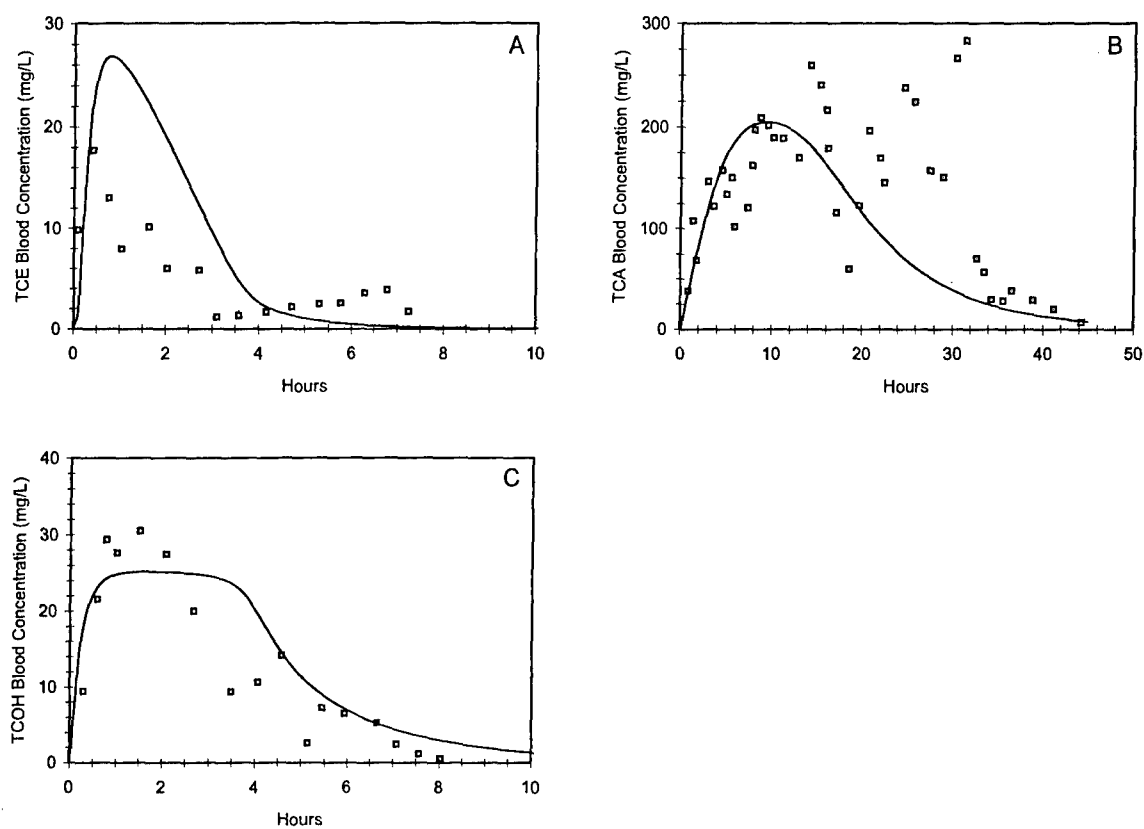 A
TCE Blood Concentration (mg/L)
30
20
10
0
0 2 4 6 8 10
Hours
B
TCA Blood Concentration (mg/L)
300
200
100
0
0 10 20 30 40 50
Hours
C
TCOH Blood Concentration (mg/L)
40
30
20
10
0
0 2 4 6 8 10
Hours